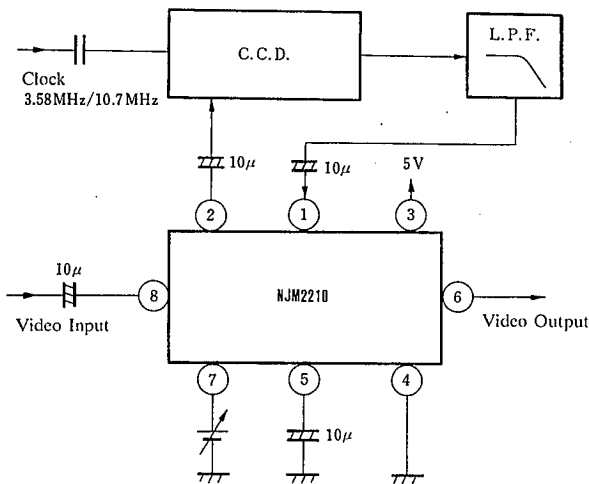 C.C.D.
L.P.F.
Clock
3.58MHz/10.7MHz
10μ
10μ
5V
2
1
3
10μ
8
NJM2210
6
Video Input
Video Output
7
5
4
10μ